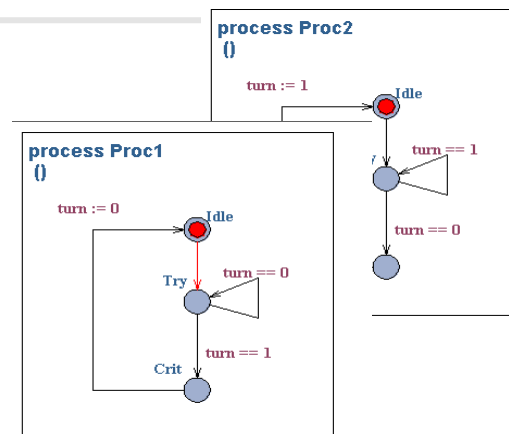 process Proc2
()
turn := 1
Idle
turn == 1
turn == 0
process Proc1
()
turn := 0
Idle
Try
turn == 0
turn == 1
Crit